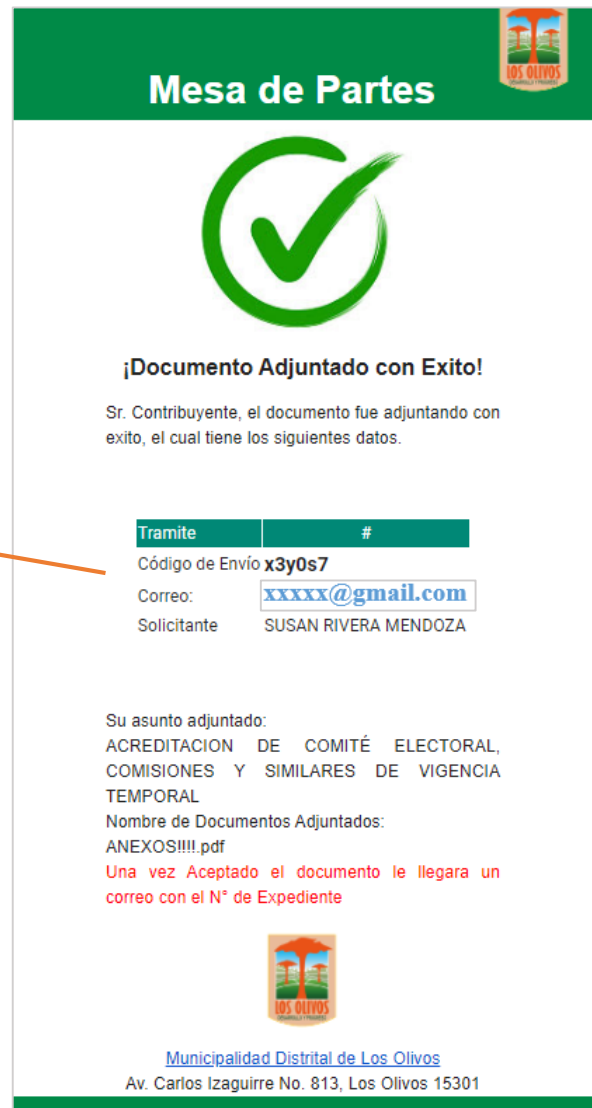 LOS OLIVOS
Mesa de Partes
¡Documento Adjuntado con Exito!
Sr. Contribuyente, el documento fue adjuntando con
exito, el cual tiene los siguientes datos.
Tramite #
Código de Envío x3y0s7
Correo: xxxxx@gmail.com
Solicitante SUSAN RIVERA MENDOZA
Su asunto adjuntado:
ACREDITACION DE COMITÉ ELECTORAL,
COMISIONES Y SIMILARES DE VIGENCIA
TEMPORAL
Nombre de Documentos Adjuntados:
ANEXOS!!!!.pdf
Una vez Aceptado el documento le llegara un
correo con el N° de Expediente
LOS OLIVOS
Municipalidad Distrital de Los Olivos
Av. Carlos Izaguirre No. 813, Los Olivos 15301